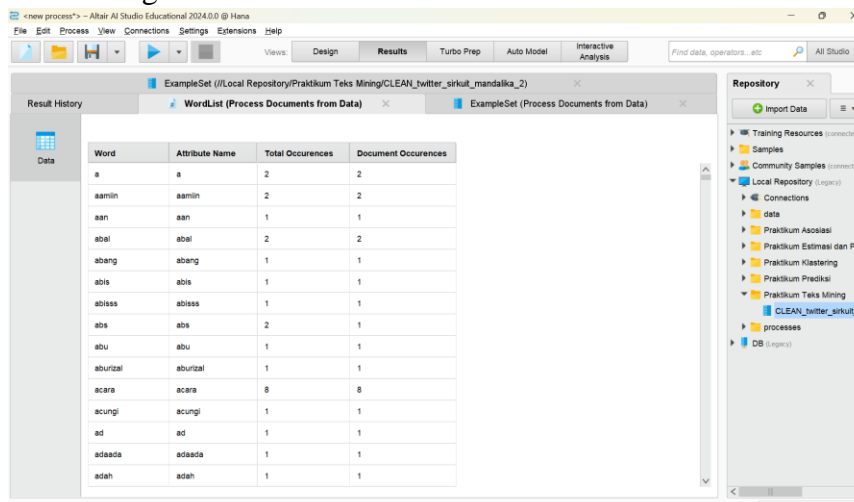 <new process*> – Altair AI Studio Educational 2024.0.0 @ Hana
File Edit Process View Connections Settings Extensions Help
Views: Design Results Turbo Prep Auto Model Interactive Analysis Find data, operators...etc All Studio
ExampleSet (//Local Repository/Praktikum Teks Mining/CLEAN_twitter_sirkuit_mandalika_2)
Result History WordList (Process Documents from Data) ExampleSet (Process Documents from Data)
Data
Word Attribute Name Total Occurences Document Occurences
a a 2 2
aamiin aamiin 2 2
aan aan 1 1
abal abal 2 2
abang abang 1 1
abis abis 1 1
abisss abisss 1 1
abs abs 2 1
abu abu 1 1
aburizal aburizal 1 1
acara acara 8 8
acungi acungi 1 1
ad ad 1 1
adaada adaada 1 1
adah adah 1 1
Repository
Import Data
Training Resources (connecte
Samples
Community Samples (connect
Local Repository (Legacy)
Connections
data
Praktikum Asosiasi
Praktikum Estimasi dan P
Praktikum Klastering
Praktikum Prediksi
Praktikum Teks Mining
CLEAN_twitter_sirkuit_
processes
DB (Legacy)